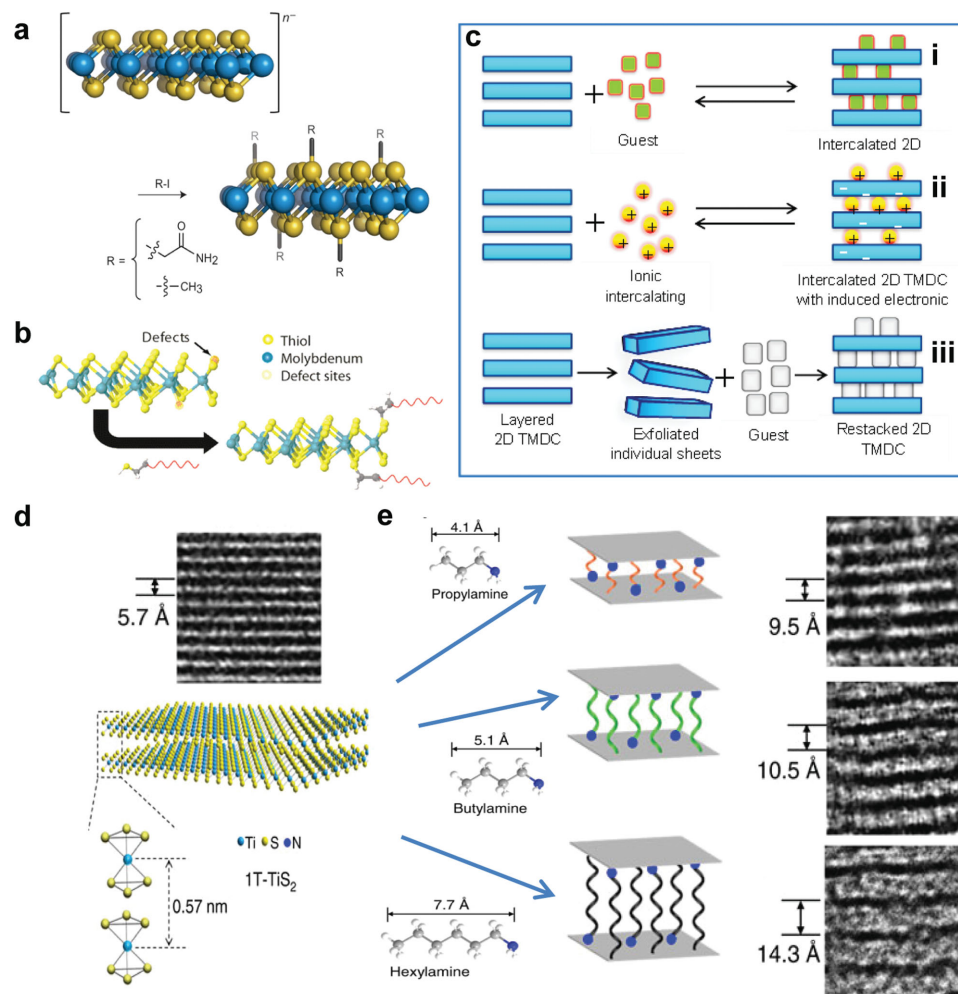 a
n–
R
R
R
R-I
R =
O
NH2
CH3
R
R
b
Defects
Thiol
Molybdenum
Defect sites
c
+
Guest
i
Intercalated 2D
+
Ionic
intercalating
ii
Intercalated 2D TMDC
with induced electronic
Layered
2D TMDC
Exfoliated
individual sheets
+
Guest
iii
Restacked 2D
TMDC
d
5.7 Å
Ti S N
1T-TiS2
0.57 nm
e
4.1 Å
Propylamine
9.5 Å
5.1 Å
Butylamine
10.5 Å
7.7 Å
Hexylamine
14.3 Å